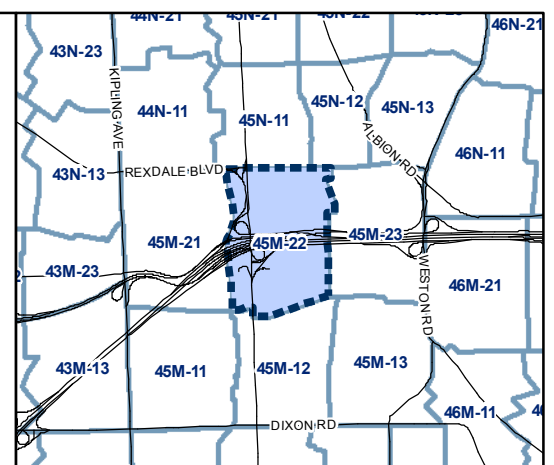 44N-21
45N-21
45N-22
46N-21
43N-23
KIPLING AVE
44N-11
45N-12
45N-13
45N-11
ALBION RD
46N-11
43N-13
REXDALE BLVD
45M-21
45M-22
45M-23
43M-23
WESTON RD
46M-21
43M-13
45M-11
45M-12
45M-13
46M-11
DIXON RD